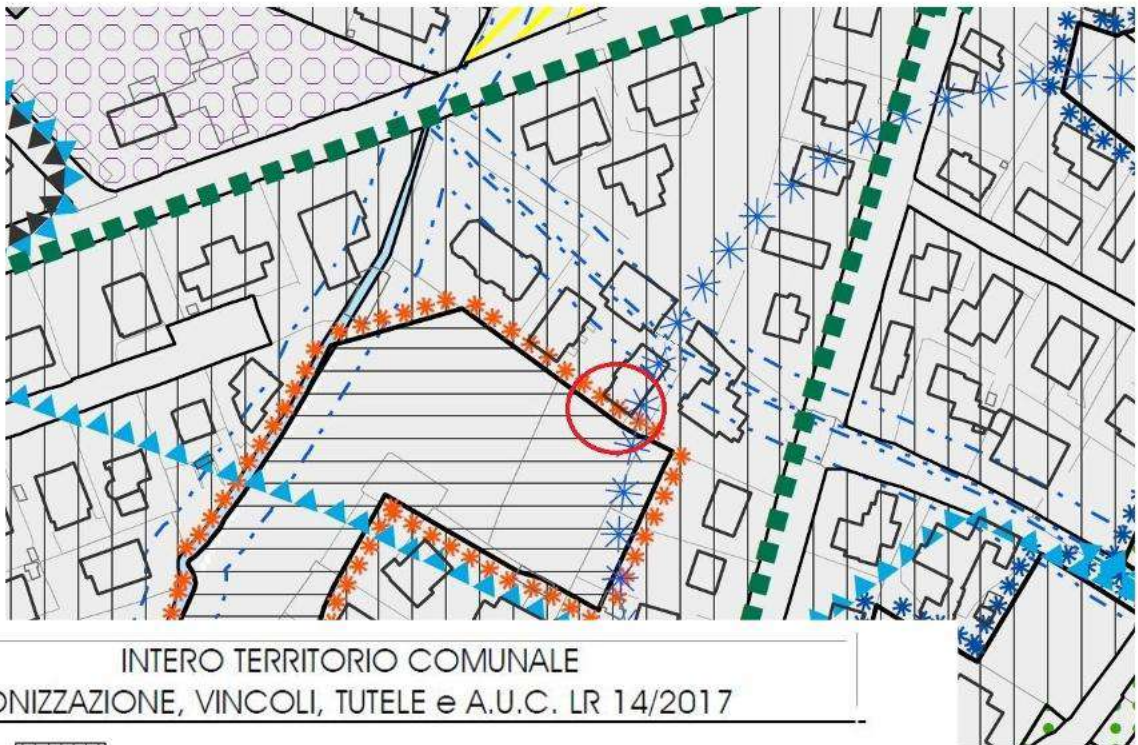 INTERO TERRITORIO COMUNALE
ONIZZAZIONE, VINCOLI, TUTELE e A.U.C. LR 14/2017